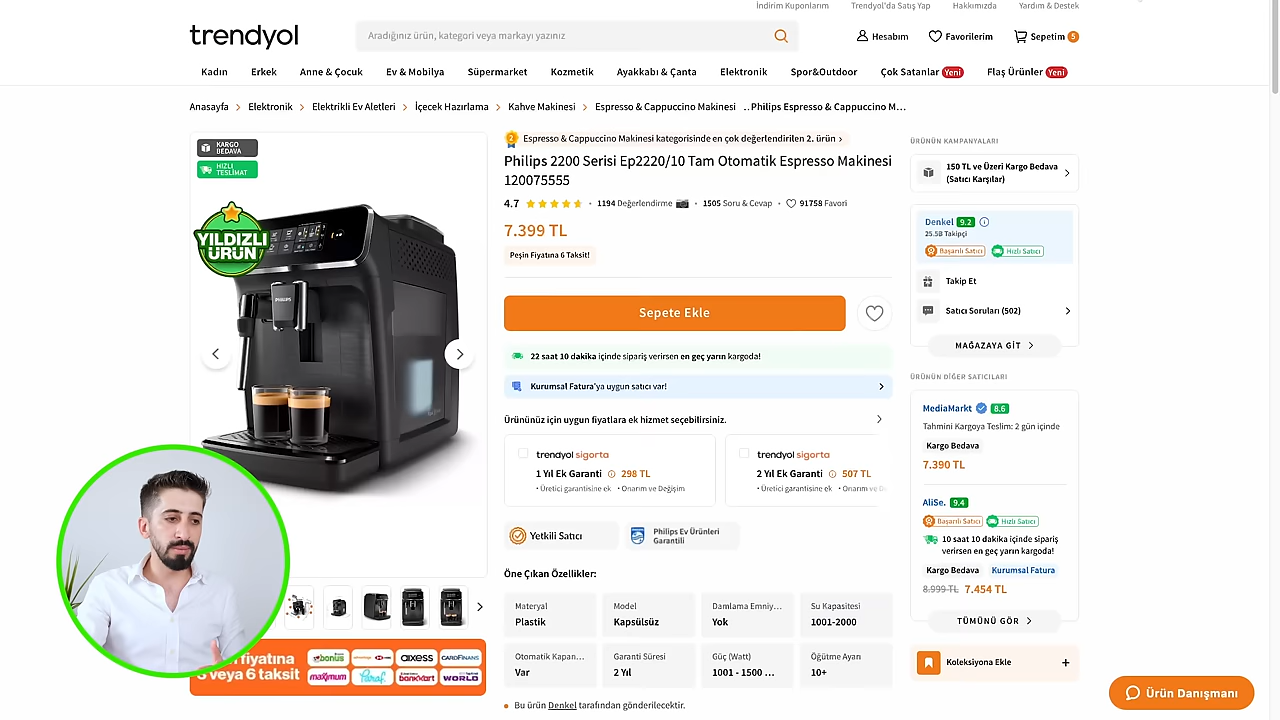 İndirim Kuponlarım Trendyol'da Satış Yap Hakkımızda Yardım & Destek
trendyol
Aradığınız ürün, kategori veya markayı yazınız
Hesabım Favorilerim Sepetim 5
Kadın Erkek Anne & Çocuk Ev & Mobilya Süpermarket Kozmetik Ayakkabı & Çanta Elektronik Spor&Outdoor Çok Satanlar Yeni Flaş Ürünler Yeni
Anasayfa > Elektronik > Elektrikli Ev Aletleri > İçecek Hazırlama > Kahve Makinesi > Espresso & Cappuccino Makinesi ..Philips Espresso & Cappuccino M...
KARGO
BEDAVA
HIZLI
TESLİMAT
YILDIZLI
ÜRÜN
PHILIPS
2 Espresso & Cappuccino Makinesi kategorisinde en çok değerlendirilen 2. ürün >
Philips 2200 Serisi Ep2220/10 Tam Otomatik Espresso Makinesi
120075555
4.7 • 1194 Değerlendirme • 1505 Soru & Cevap • 91758 Favori
7.399 TL
Peşin Fiyatına 6 Taksit!
Sepete Ekle
22 saat 10 dakika içinde sipariş verirsen en geç yarın kargoda!
Kurumsal Fatura'ya uygun satıcı var!
Ürününüz için uygun fiyatlara ek hizmet seçebilirsiniz.
trendyol sigorta
1 Yıl Ek Garanti 298 TL
• Üretici garantisine ek • Onarım ve Değişim
trendyol sigorta
2 Yıl Ek Garanti 507 TL
• Üretici garantisine ek • Onarım ve De
Yetkili Satıcı
Philips Ev Ürünleri
Garantili
Öne Çıkan Özellikler:
Materyal
Plastik
Model
Kapsülsüz
Damlama Emniy...
Yok
Su Kapasitesi
1001-2000
Otomatik Kapan...
Var
Garanti Süresi
2 Yıl
Güç (Watt)
1001 - 1500 ...
Öğütme Ayarı
10+
• Bu ürün Denkel tarafından gönderilecektir.
fiyatına
veya 6 taksit
bonus axess CARDFINANS
maximum Paraf bankkart WORLD
ÜRÜNÜN KAMPANYALARI
150 TL ve Üzeri Kargo Bedava
(Satıcı Karşılar)
Denkel 9.2
25.5B Takipçi
Başarılı Satıcı Hızlı Satıcı
Takip Et
Satıcı Soruları (502)
MAĞAZAYA GİT >
ÜRÜNÜN DİĞER SATICILARI
MediaMarkt 8.6
Tahmini Kargoya Teslim: 2 gün içinde
Kargo Bedava
7.390 TL
AliSe. 9.4
Başarılı Satıcı Hızlı Satıcı
10 saat 10 dakika içinde sipariş
verirsen en geç yarın kargoda!
Kargo Bedava Kurumsal Fatura
8.999 TL 7.454 TL
TÜMÜNÜ GÖR >
Koleksiyona Ekle +
Ürün Danışmanı